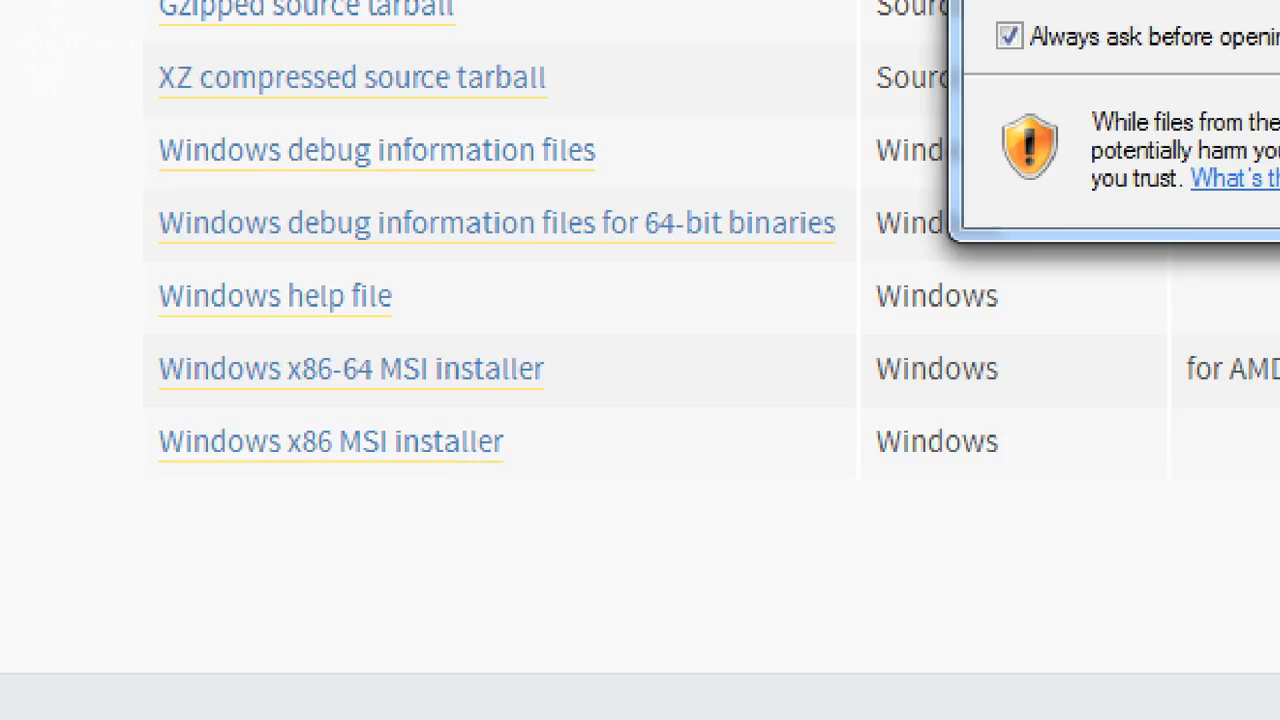 Gzipped source tarball Sourc
Always ask before openin
XZ compressed source tarball Sourc
While files from the
Windows debug information files Wind
potentially harm you
you trust. What's th
Windows debug information files for 64-bit binaries Wind
Windows help file Windows
Windows x86-64 MSI installer Windows for AMD
Windows x86 MSI installer Windows